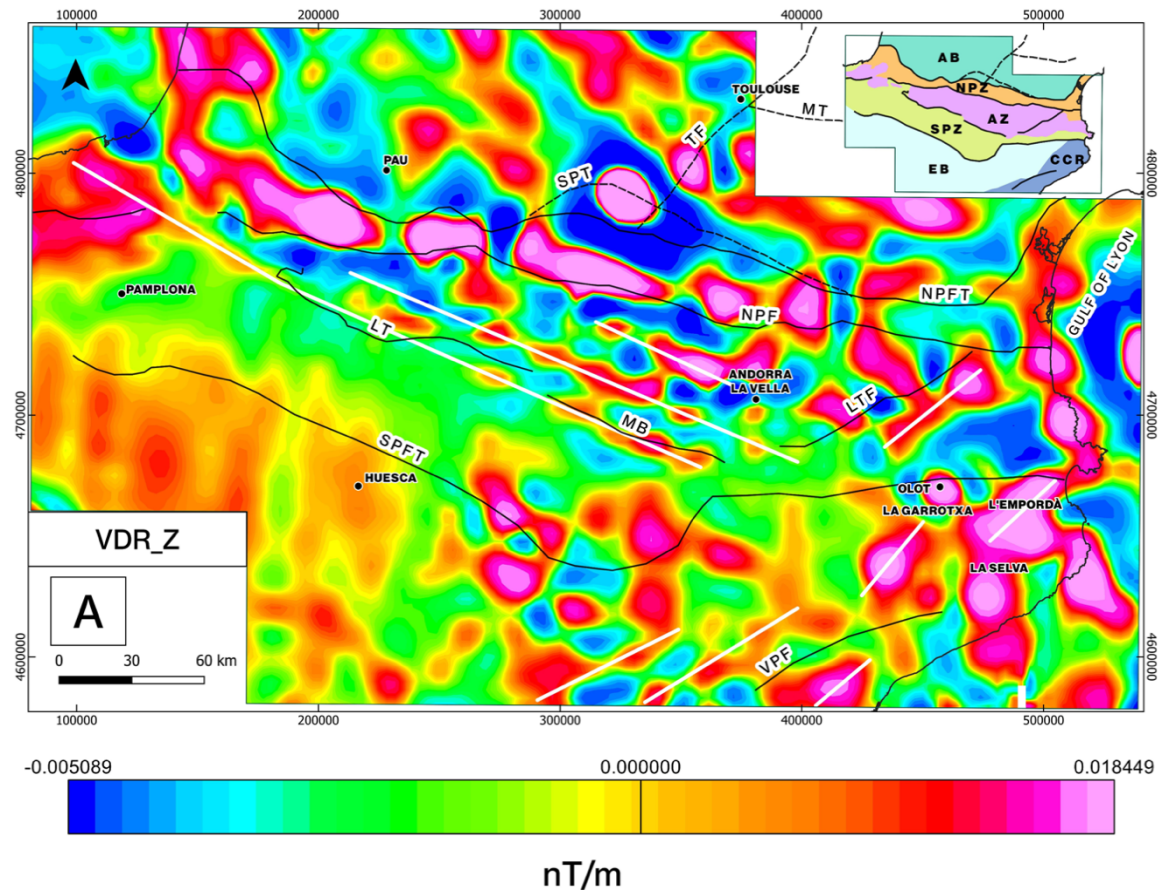 100000 200000 300000 400000 500000
AB
NPZ
AZ
SPZ
EB
CCR
TOULOUSE
MT
TF
PAU
SPT
4800000 4800000
GULF OF LYON
PAMPLONA
NPFT
NPF
LT
ANDORRA
LA VELLA
LTF
4700000 4700000
MB
SPFT
HUESCA
OLOT
LA GARROTXA
L'EMPORDÀ
VDR_Z
LA SELVA
A
VPF
4600000 4600000
0 30 60 km
100000 200000 300000 400000 500000
-0.005089 0.000000 0.018449
nT/m